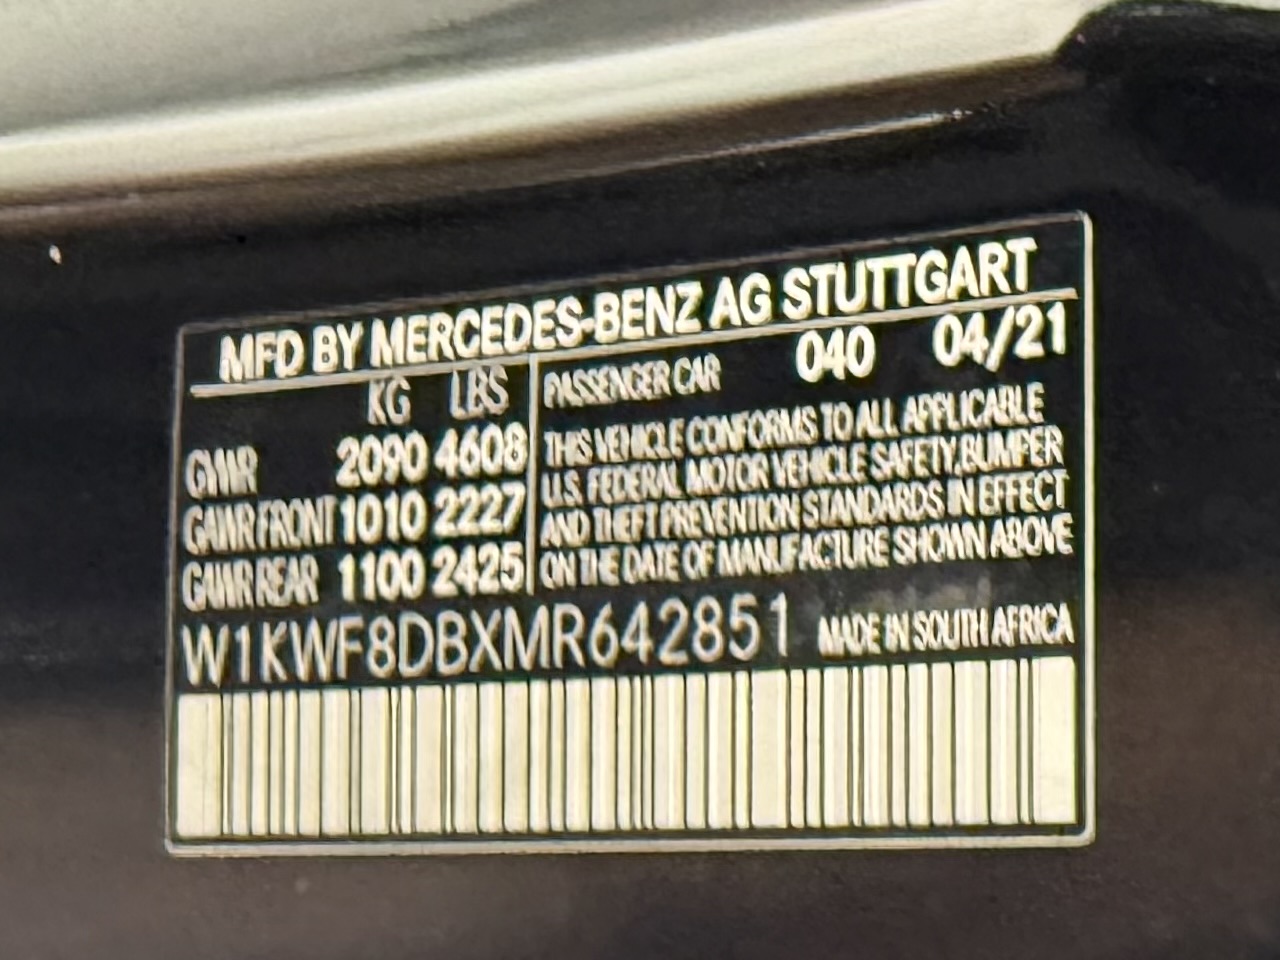 MFD BY MERCEDES-BENZ AG STUTTGART
KG LBS
GWWR 2090 4608
GAWR FRONT 1010 2227
GAWR REAR 1100 2425
PASSENGER CAR 040 04/21
THIS VEHICLE CONFORMS TO ALL APPLICABLE
U.S. FEDERAL MOTOR VEHICLE SAFETY,BUMPER
AND THEFT PREVENTION STANDARDS IN EFFECT
ON THE DATE OF MANUFACTURE SHOWN ABOVE
W1KWF8DBXMR642851 MADE IN SOUTH AFRICA